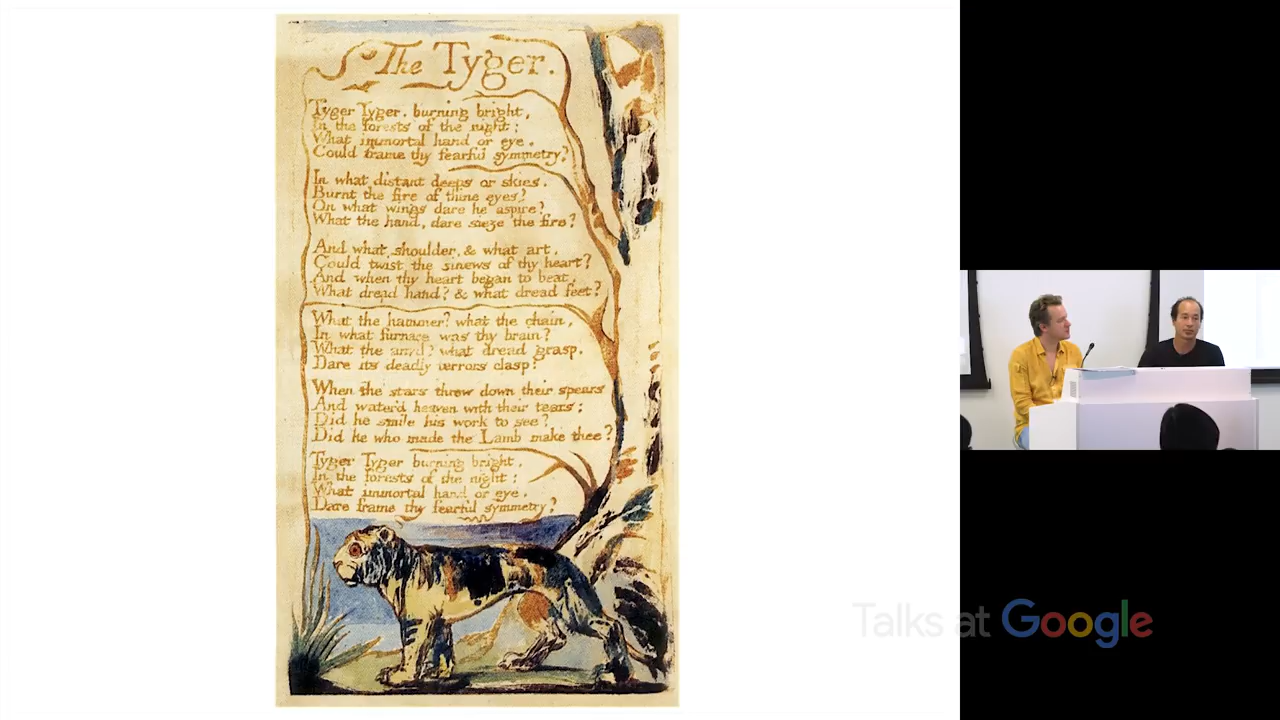 The Tyger.
Tyger Tyger, burning bright,
In the forests of the night;
What immortal hand or eye,
Could frame thy fearful symmetry?
In what distant deeps or skies.
Burnt the fire of thine eyes?
On what wings dare he aspire?
What the hand, dare sieze the fire?
And what shoulder, & what art,
Could twist the sinews of thy heart?
And when thy heart began to beat,
What dread hand? & what dread feet?
What the hammer? what the chain,
In what furnace was thy brain?
What the anvil? what dread grasp.
Dare its deadly terrors clasp!
When the stars threw down their spears
And water'd heaven with their tears:
Did he smile his work to see?
Did he who made the Lamb make thee?
Tyger Tyger burning bright,
In the forests of the night:
What immortal hand or eye,
Dare frame thy fearful symmetry?
Talks at Google